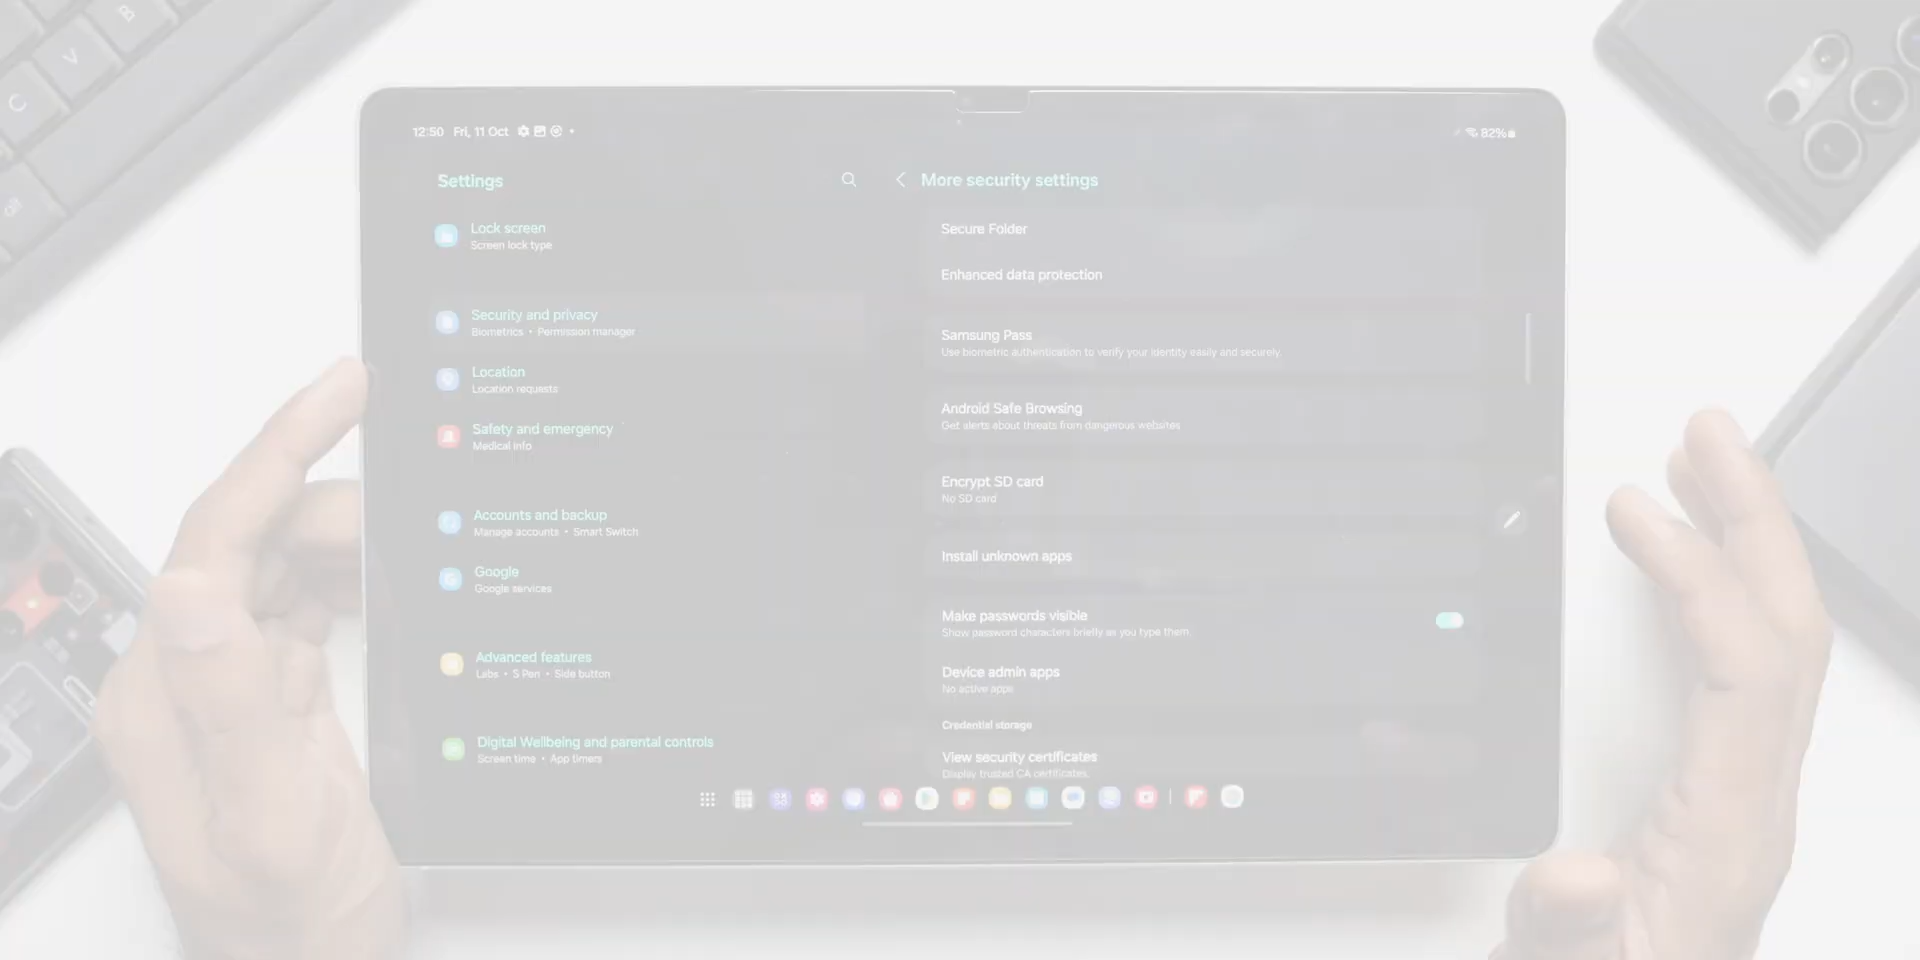 B
V
C
alt
12:50 Fri, 11 Oct
82%
Settings
Lock screen
Screen lock type
Security and privacy
Biometrics • Permission manager
Location
Location requests
Safety and emergency
Medical info
Accounts and backup
Manage accounts • Smart Switch
Google
Google services
Advanced features
Labs • S Pen • Side button
Digital Wellbeing and parental controls
Screen time • App timers
More security settings
Secure Folder
Enhanced data protection
Samsung Pass
Use biometric authentication to verify your identity easily and securely.
Android Safe Browsing
Get alerts about threats from dangerous websites
Encrypt SD card
No SD card
Install unknown apps
Make passwords visible
Show password characters briefly as you type them.
Device admin apps
No active apps
Credential storage
View security certificates
Display trusted CA certificates.